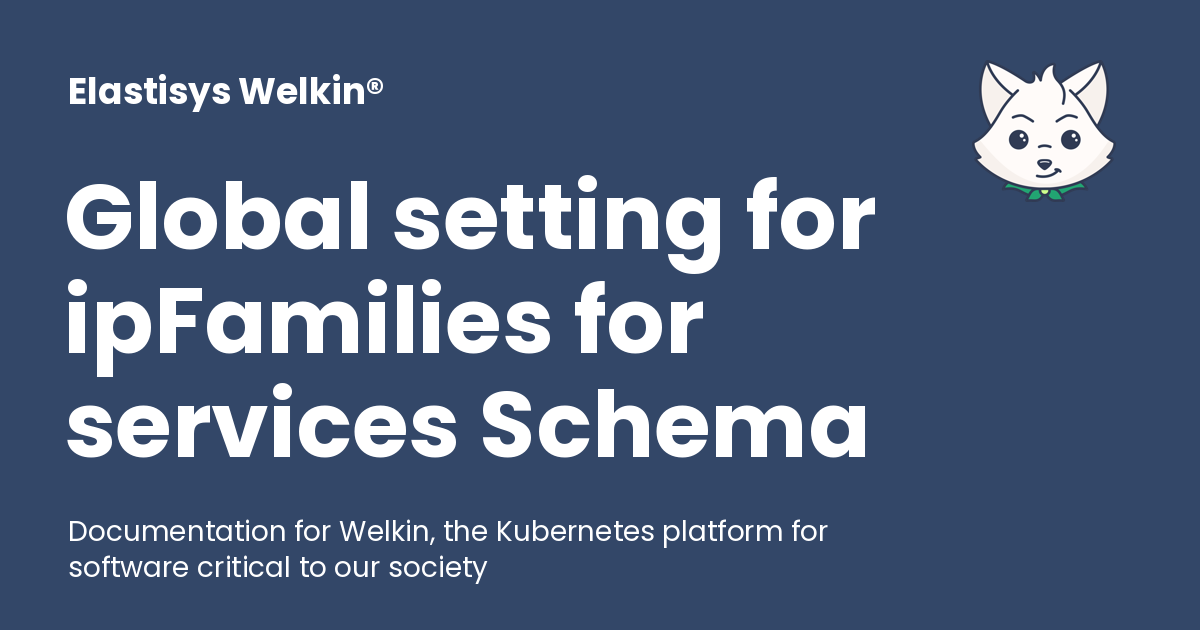 Elastisys Welkin®
Global setting for
ipFamilies for
services Schema
Documentation for Welkin, the Kubernetes platform for
software critical to our society